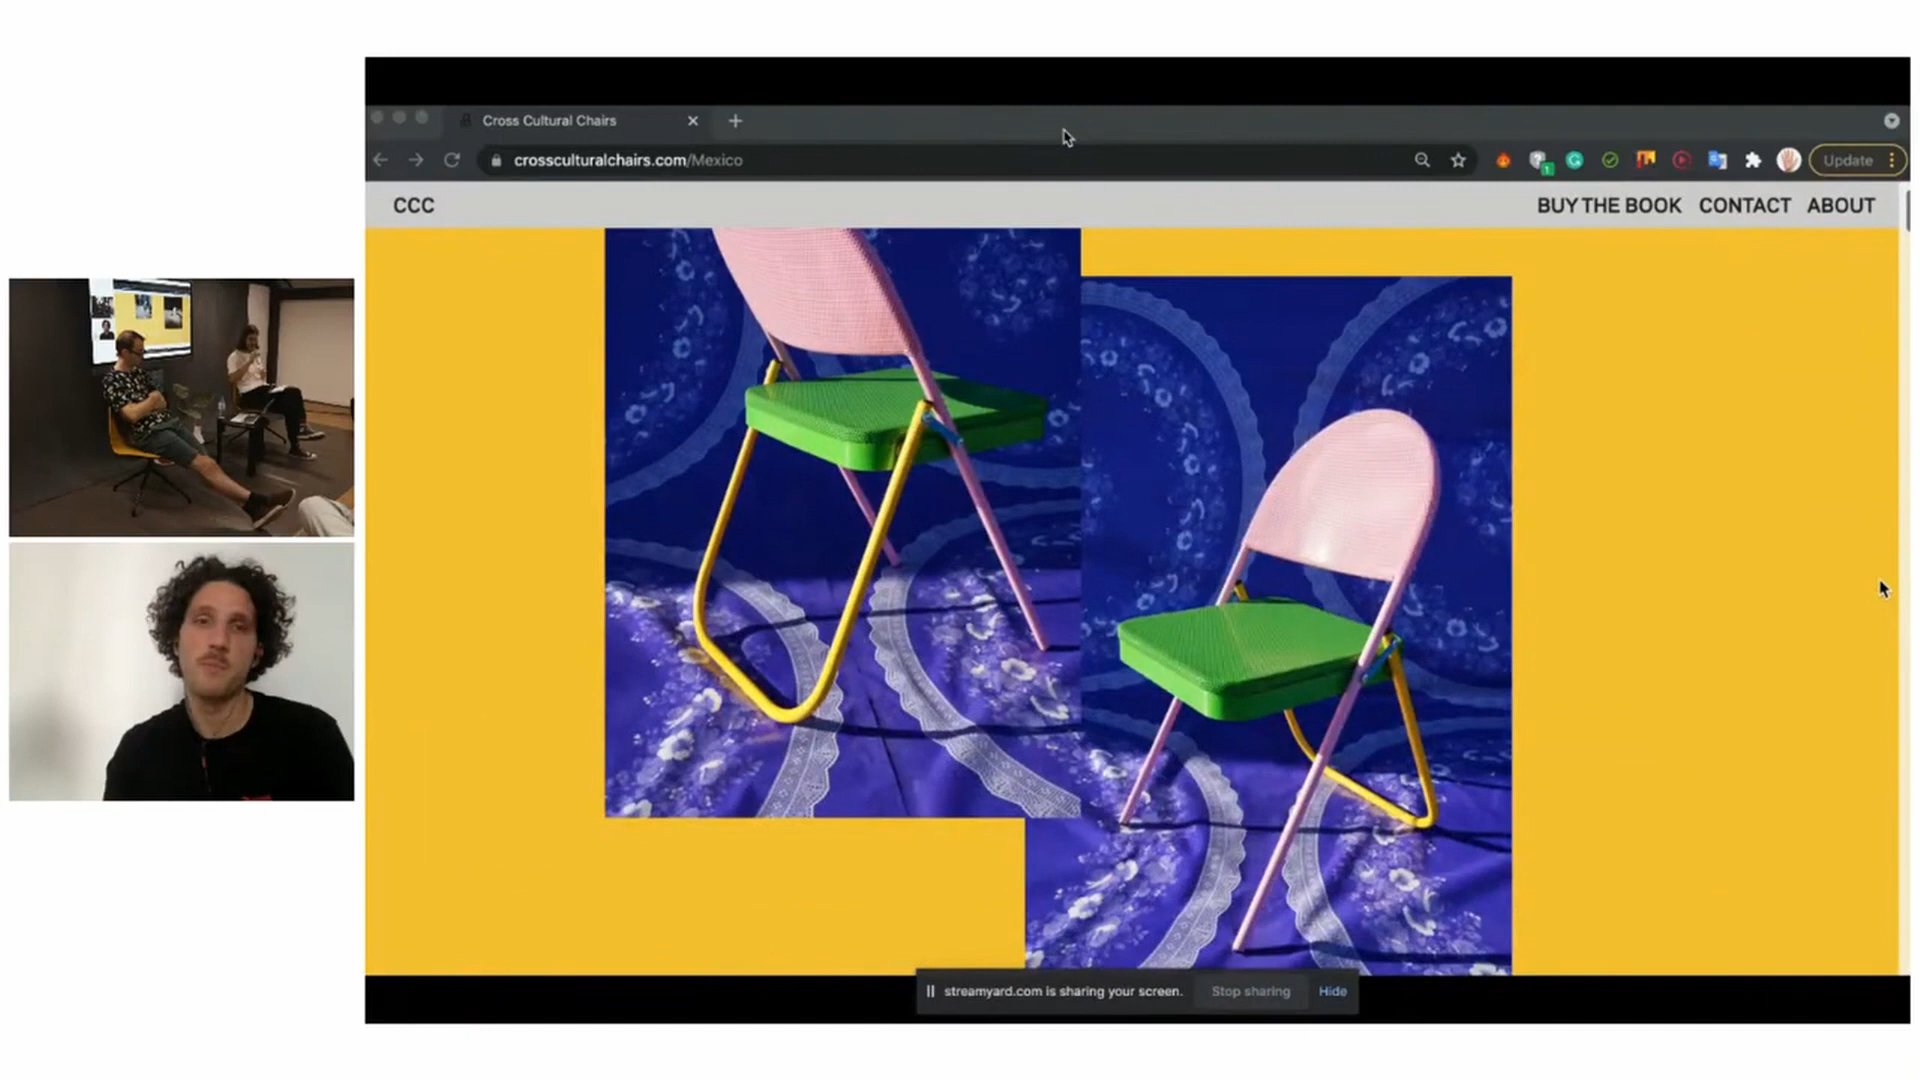 Cross Cultural Chairs
crossculturalchairs.com/Mexico
Update
CCC
BUY THE BOOK CONTACT ABOUT
1
streamyard.com is sharing your screen. Stop sharing Hide